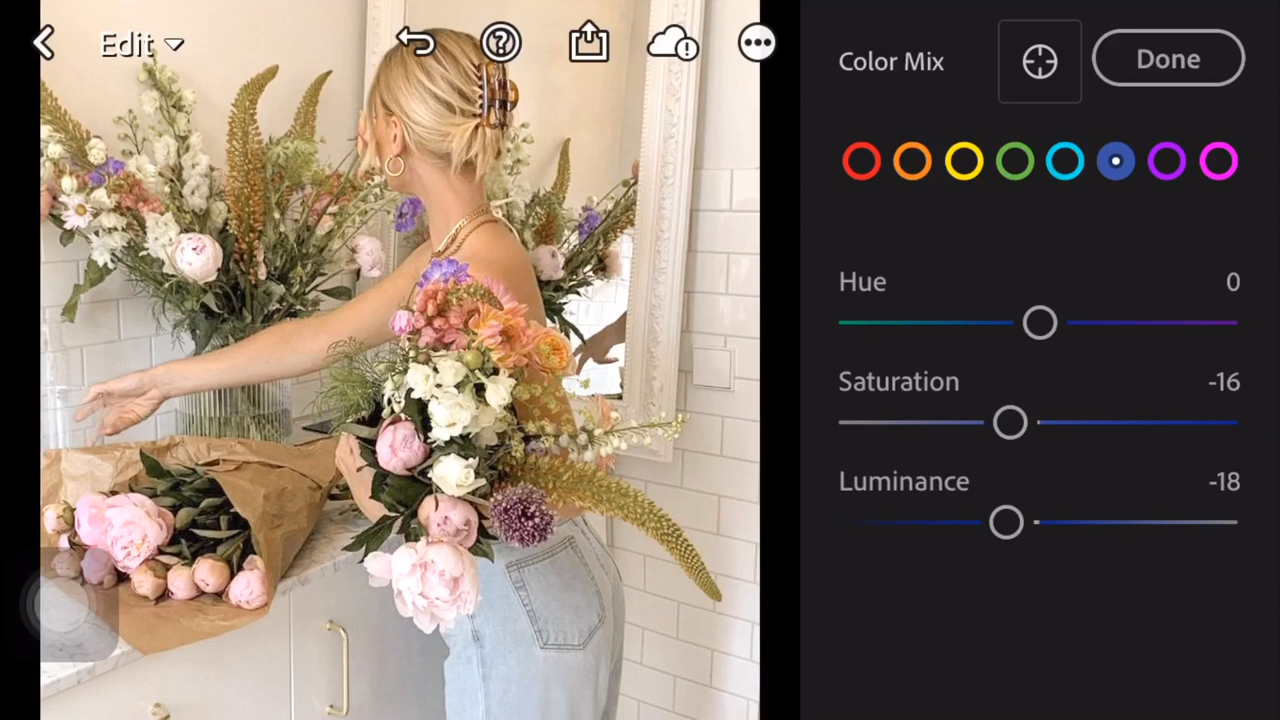 Edit
Color Mix
Done
Hue 0
Saturation -16
Luminance -18